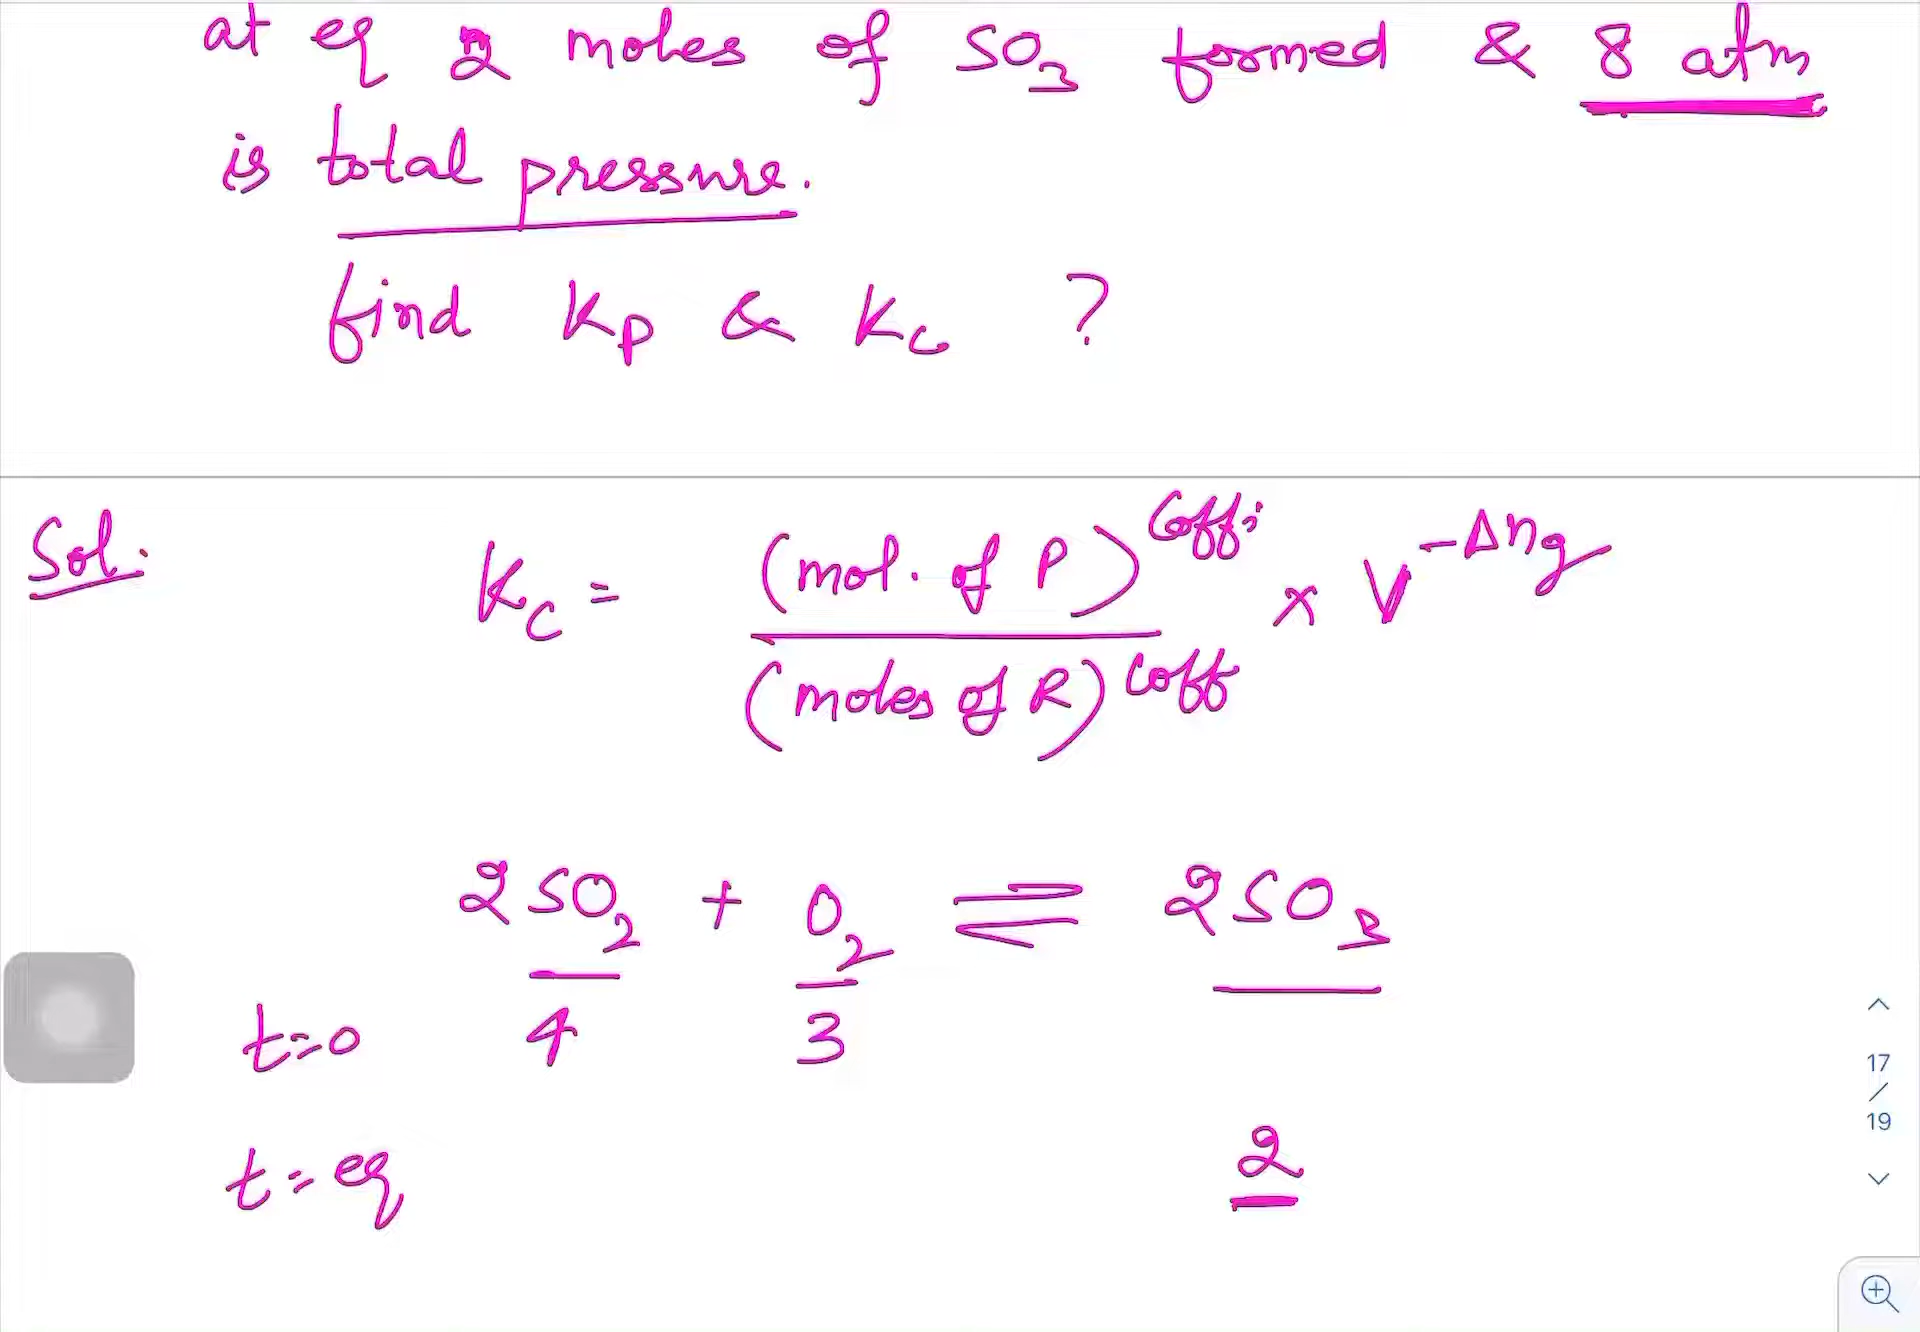 at eq 2 moles of SO3 formed & 8 atm
is total pressure.
find Kp & Kc ?
Sol.
Kc = (mol. of P)^Coff. / (moles of R)^Coff × V^-Δng
2SO2 + O2 ⇌ 2SO3
t=0 4 3
t=eq 2
17
/
19